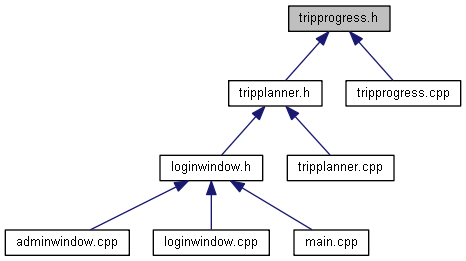 tripprogress.h
tripplanner.h
tripprogress.cpp
loginwindow.h
tripplanner.cpp
adminwindow.cpp
loginwindow.cpp
main.cpp